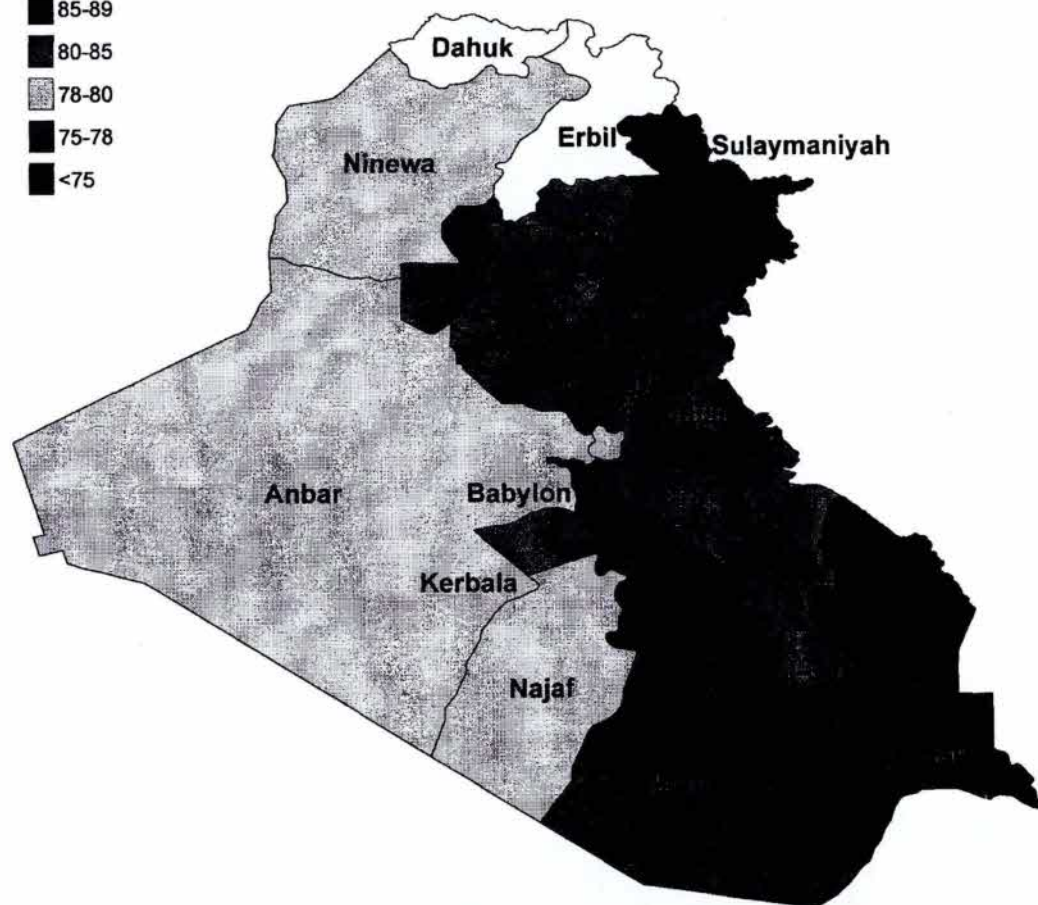 85-89
80-85
78-80
75-78
<75
Dahuk
Erbil
Sulaymaniyah
Ninewa
Anbar
Babylon
Kerbala
Najaf